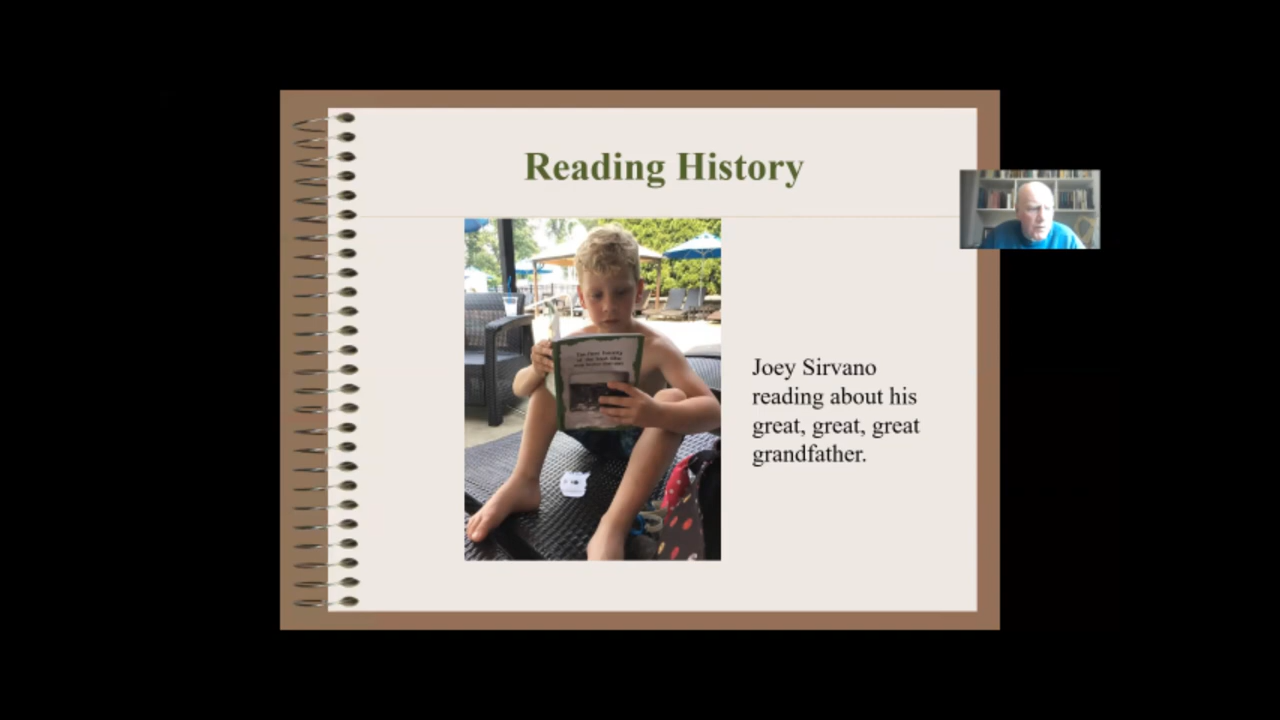 Reading History
Joey Sirvano
reading about his
great, great, great
grandfather.